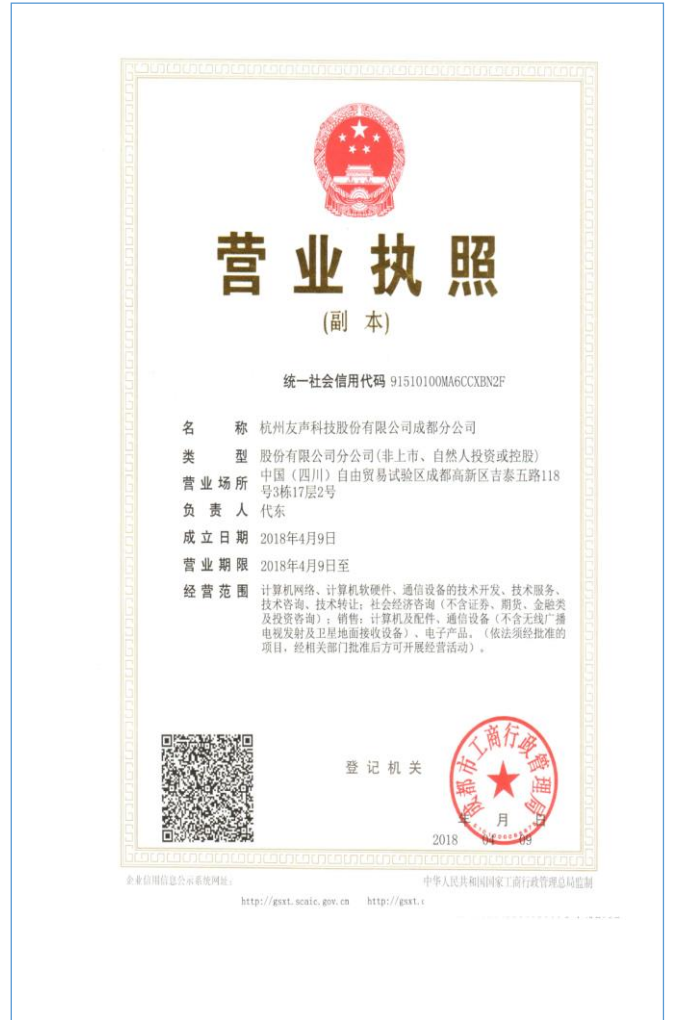 营业执照
(副 本)
统一社会信用代码 91510100MA6CCXBN2F
名 称 杭州友声科技股份有限公司成都分公司
类 型 股份有限公司分公司(非上市、自然人投资或控股)
营业场所 中国（四川）自由贸易试验区成都高新区吉泰五路118
号3栋17层2号
负 责 人 代东
成立日期 2018年4月9日
营业期限 2018年4月9日至
经营范围 计算机网络、计算机软硬件、通信设备的技术开发、技术服务、
技术咨询、技术转让；社会经济咨询（不含证券、期货、金融类
及投资咨询）；销售：计算机及配件、通信设备（不含无线广播
电视发射及卫星地面接收设备）、电子产品。（依法须经批准的
项目，经相关部门批准后方可开展经营活动）。
登记机关
成都市工商行政管理局
年 月 日
2018 04 09
企业信用信息公示系统网址：
中华人民共和国国家工商行政管理总局监制
http://gsxt.scaic.gov.cn http://gsxt.c